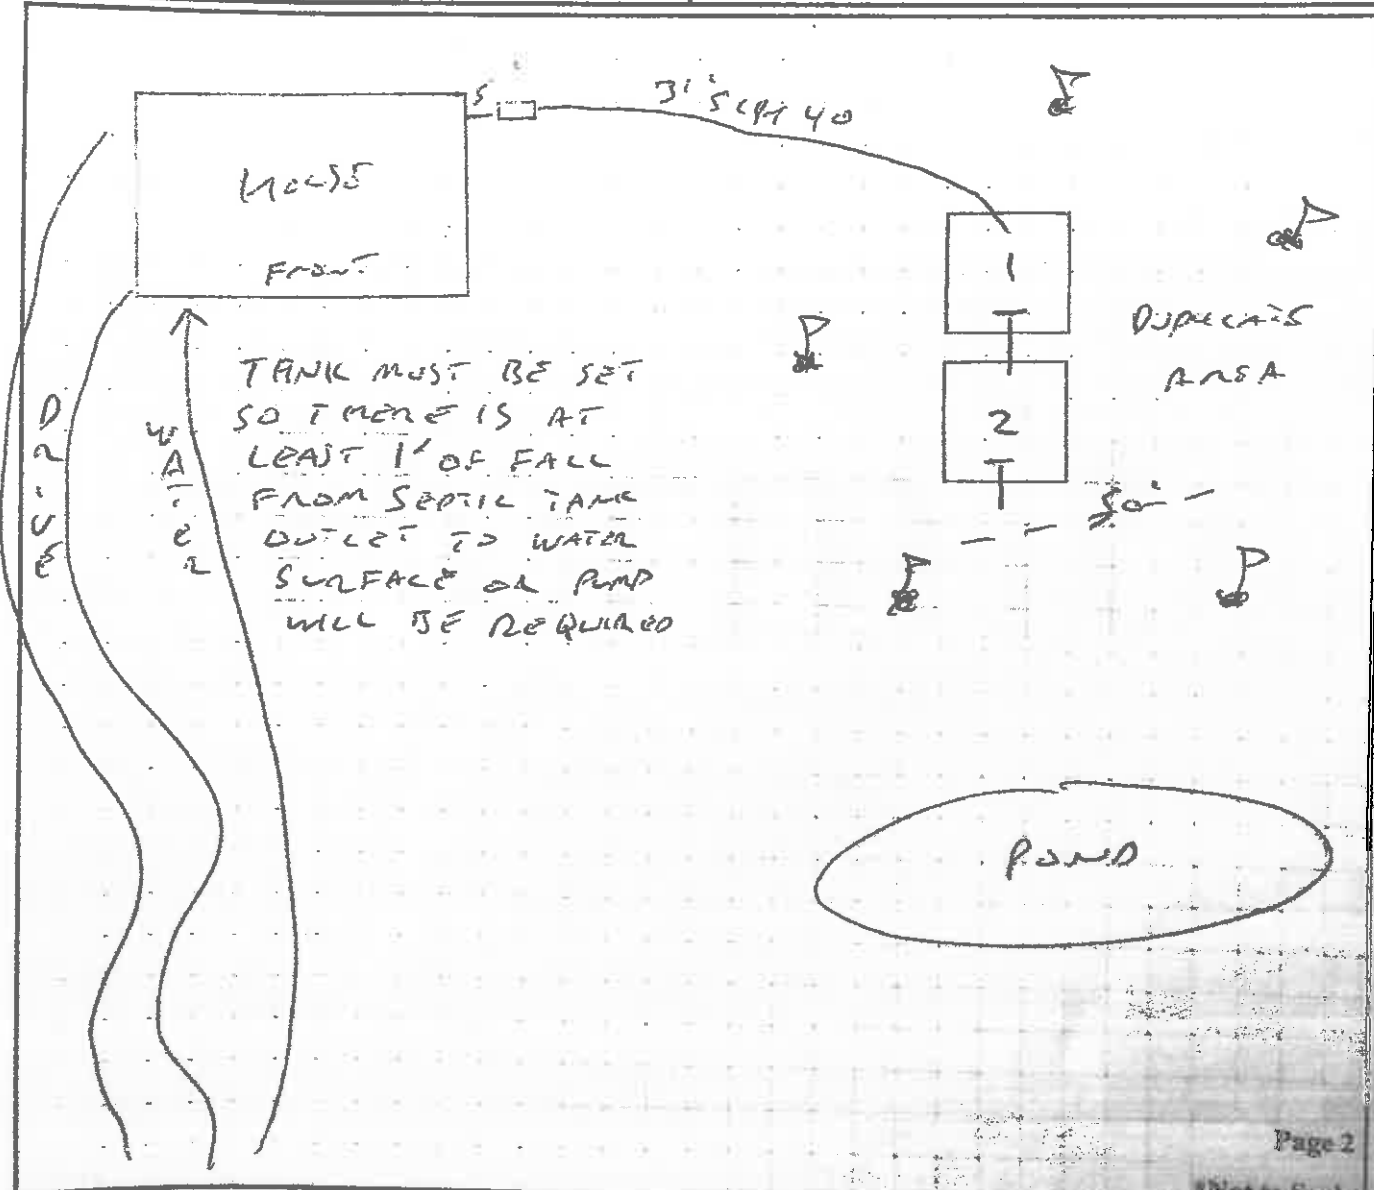 5'
3" SCH 40
HOUSE
FRONT
1
DUPLICATE
AREA
2
50'
DRIVE
WATER
TANK MUST BE SET
SO THERE IS AT
LEAST 1' OF FALL
FROM SEPTIC TANK
OUTLET TO WATER
SURFACE OR PUMP
WILL BE REQUIRED
POND
Page 2